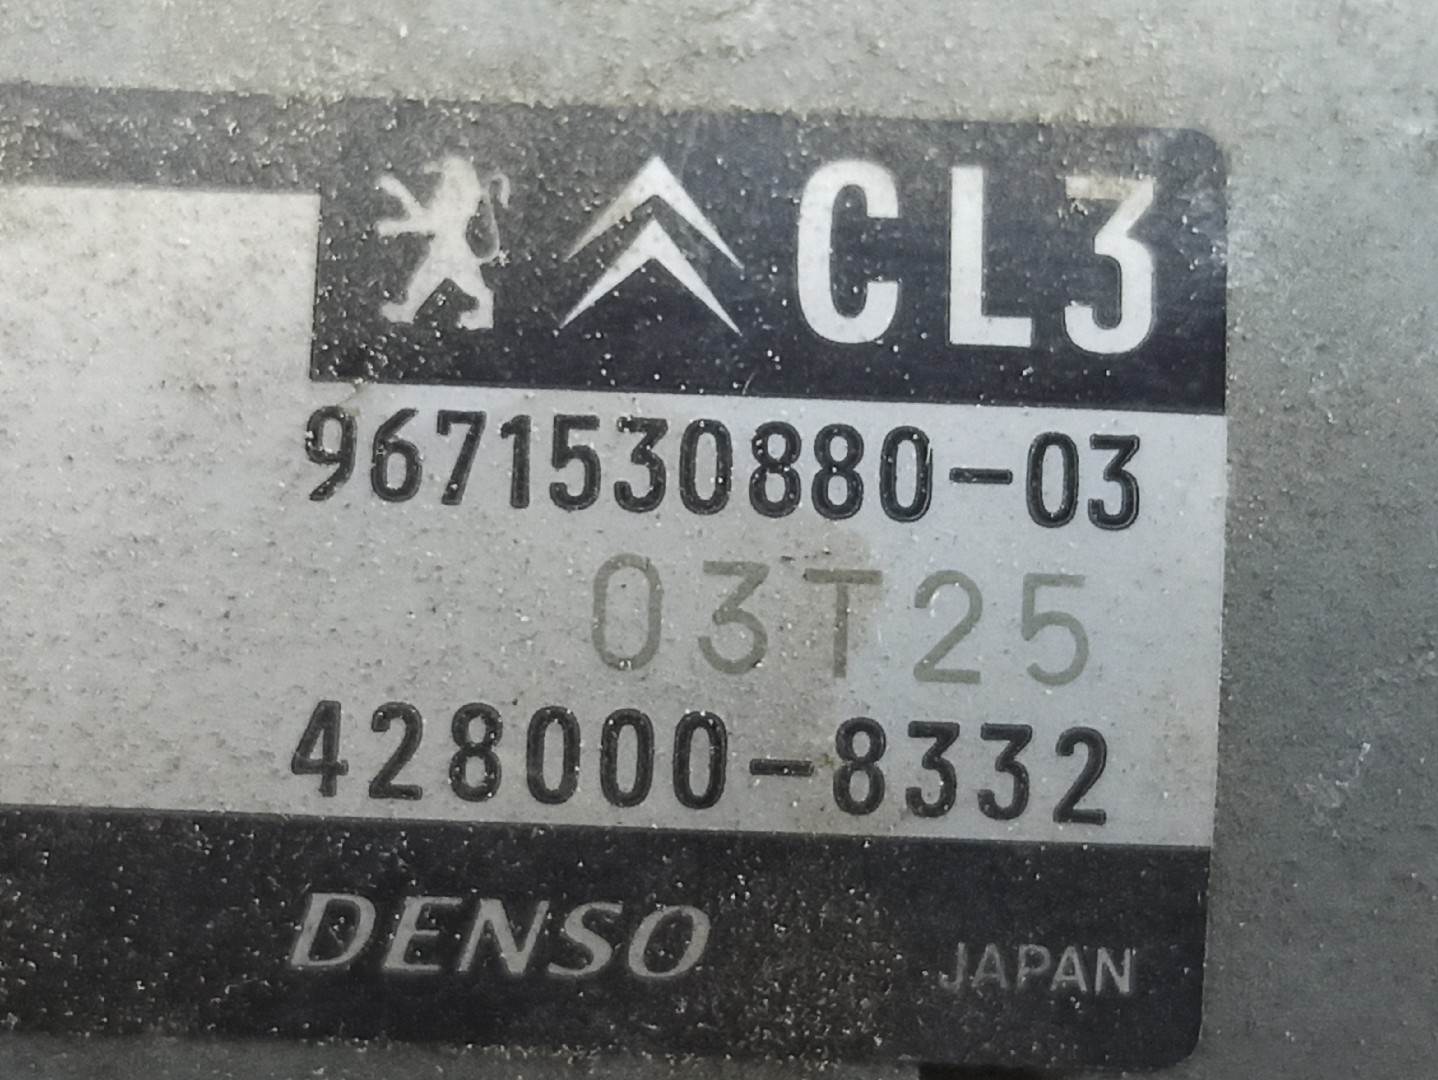 CL3
9671530880-03
03T25
428000-8332
DENSO JAPAN